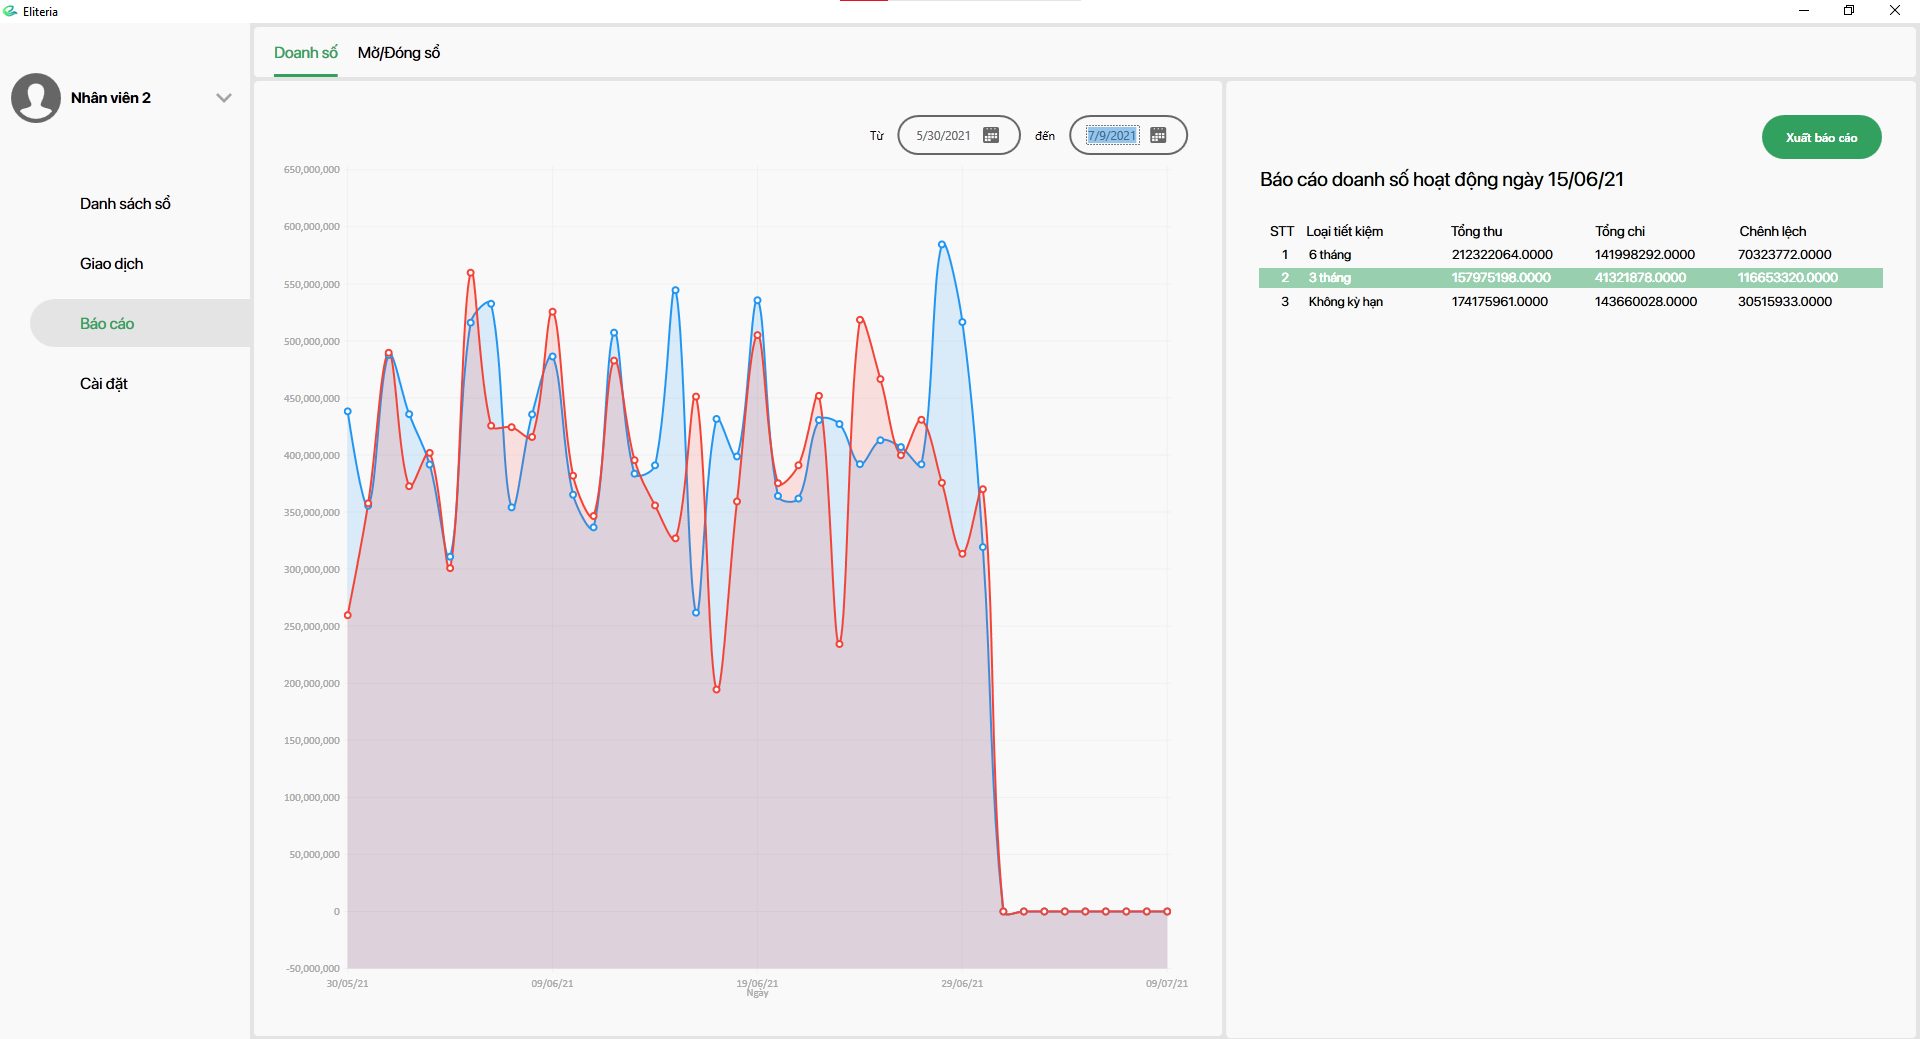 Eliteria
Nhân viên 2
Danh sách sổ
Giao dịch
Báo cáo
Cài đặt
Doanh số Mở/Đóng sổ
Từ 5/30/2021 đến 7/9/2021
650,000,000
600,000,000
550,000,000
500,000,000
450,000,000
400,000,000
350,000,000
300,000,000
250,000,000
200,000,000
150,000,000
100,000,000
50,000,000
0
-50,000,000
30/05/21 09/06/21 19/06/21 29/06/21 09/07/21
Ngày
Xuất báo cáo
Báo cáo doanh số hoạt động ngày 15/06/21
STT Loại tiết kiệm Tổng thu Tổng chi Chênh lệch
1 6 tháng 212322064.0000 141998292.0000 70323772.0000
2 3 tháng 157975198.0000 41321878.0000 116653320.0000
3 Không kỳ hạn 174175961.0000 143660028.0000 30515933.0000